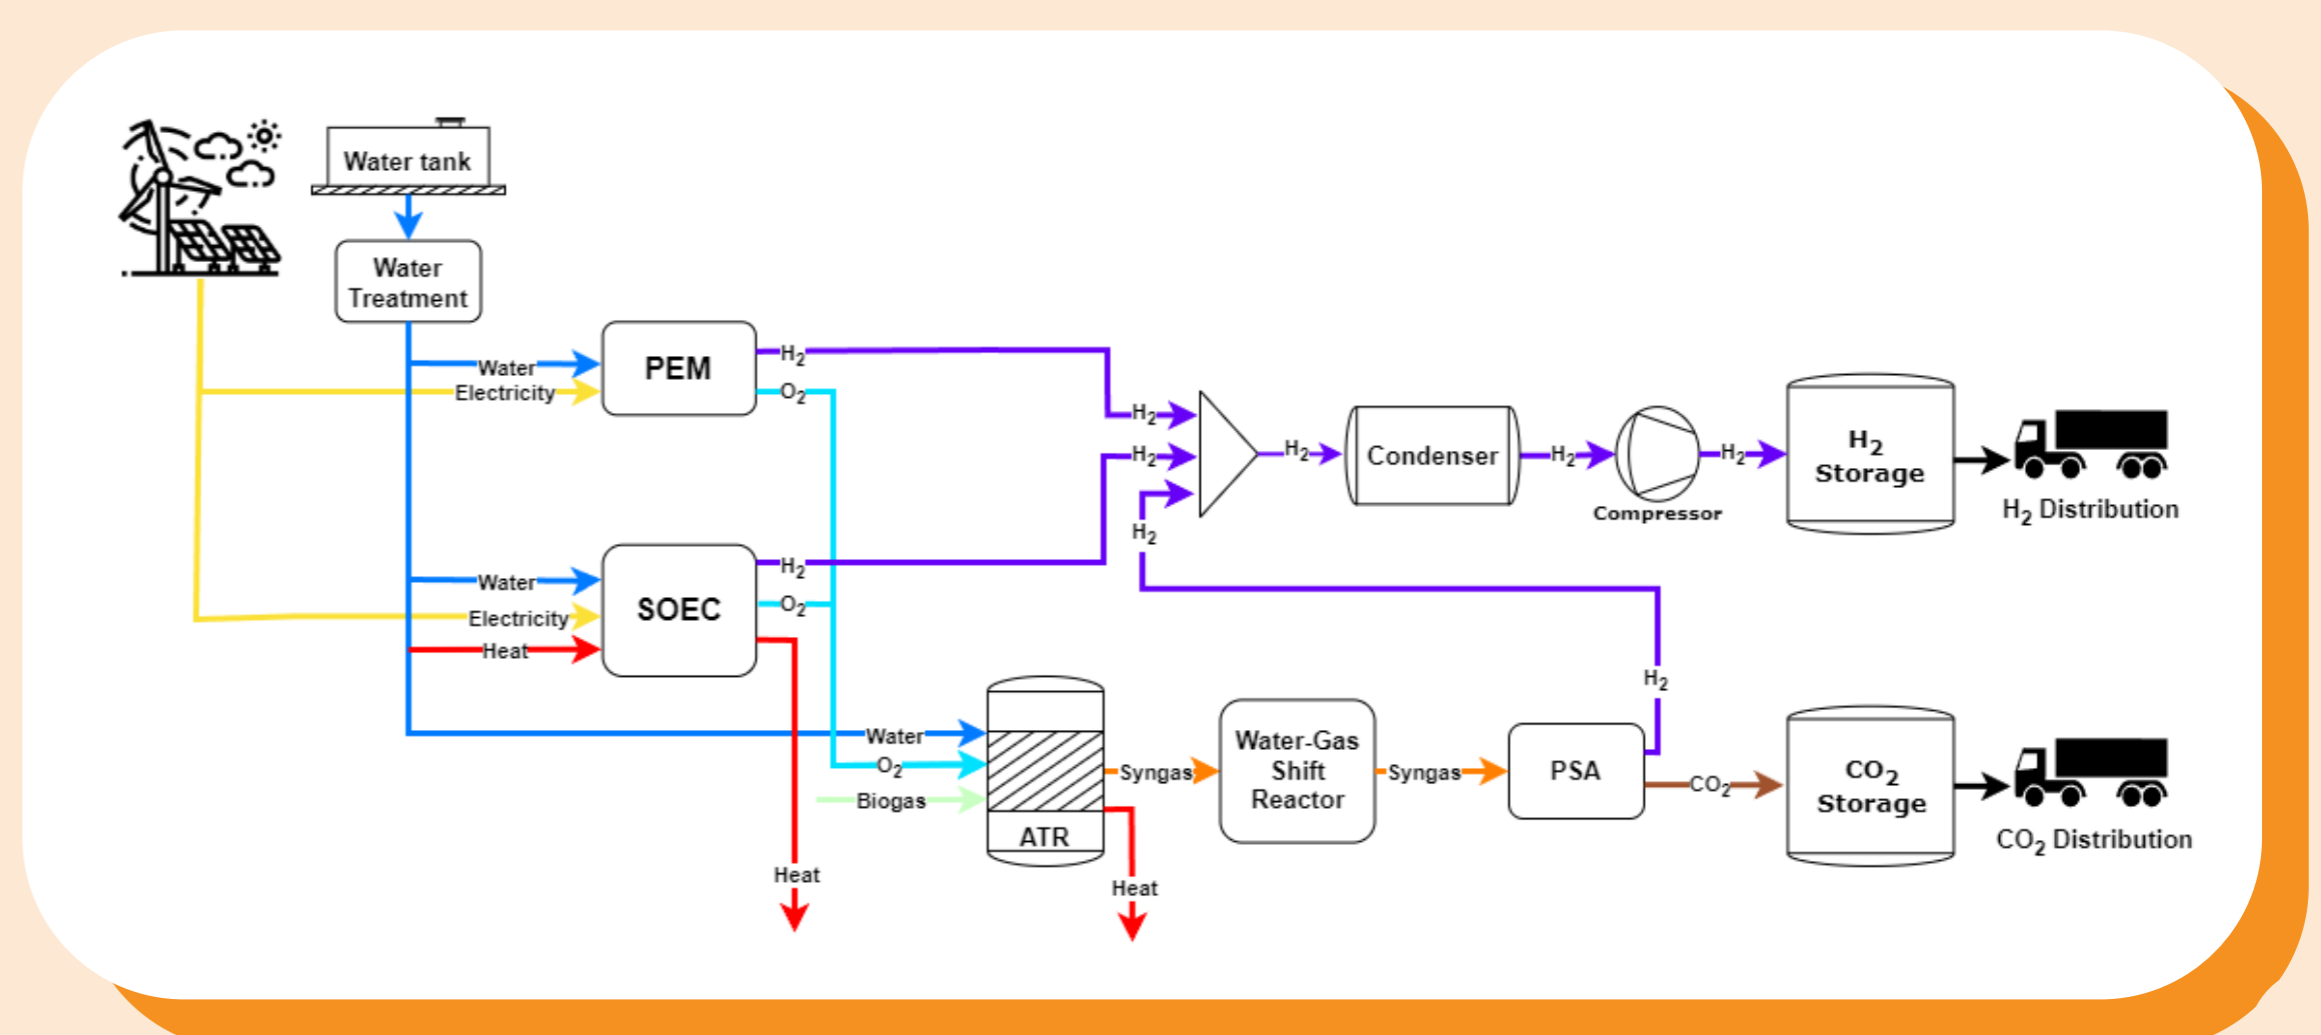 Water tank
Water
Treatment
Water
Electricity
PEM
H₂
O₂
H₂
H₂
H₂
H₂
Condenser
H₂
Compressor
H₂
H₂
Storage
H₂ Distribution
Water
Electricity
Heat
SOEC
H₂
O₂
Heat
Water
O₂
Biogas
ATR
Heat
Syngas
Water-Gas
Shift
Reactor
Syngas
PSA
H₂
CO₂
CO₂
Storage
CO₂ Distribution